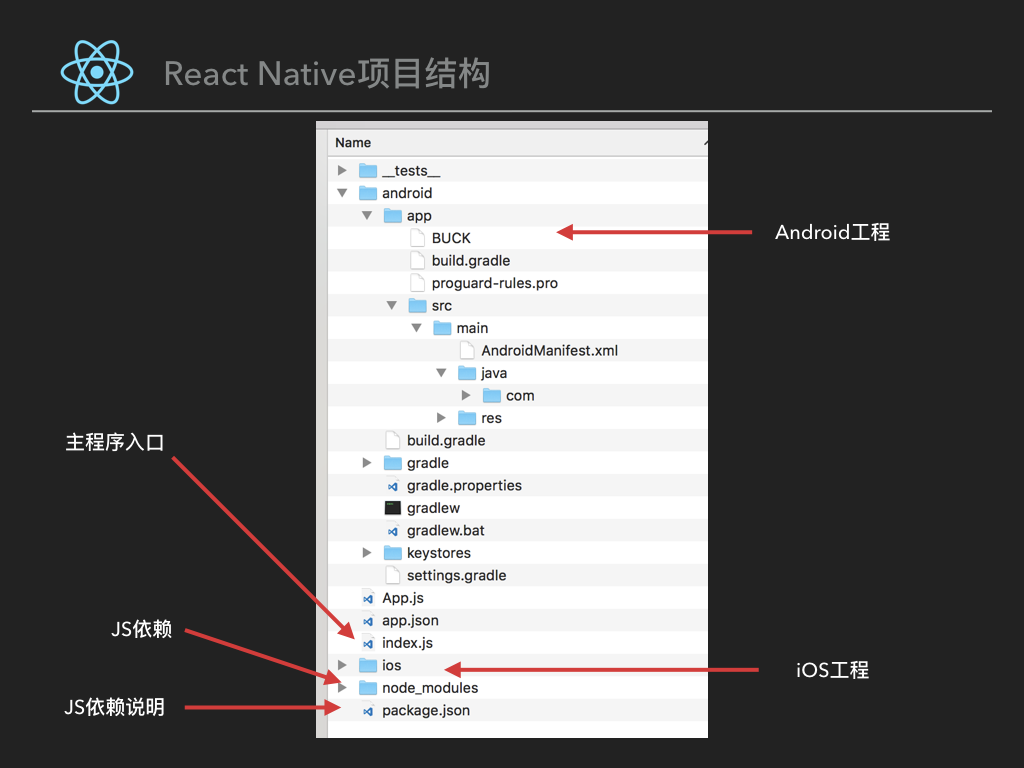 React Native项目结构
Name
__tests__
android
app
BUCK
build.gradle
proguard-rules.pro
src
main
AndroidManifest.xml
java
com
res
build.gradle
gradle
gradle.properties
gradlew
gradlew.bat
keystores
settings.gradle
App.js
app.json
index.js
ios
node_modules
package.json
Android工程
主程序入口
JS依赖
iOS工程
JS依赖说明